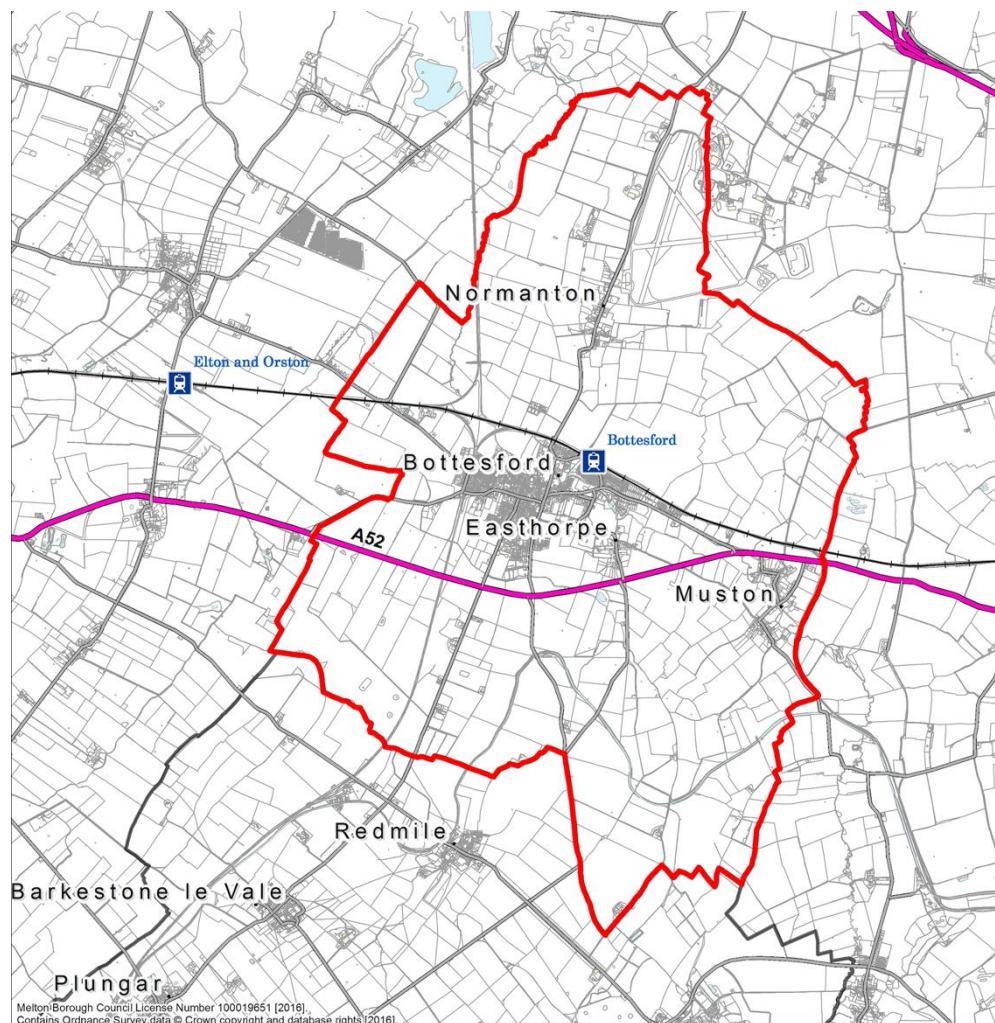 Normanton
Elton and Orston
Bottesford
Bottesford
Easthorpe
A52
Muston
Redmile
Barkestone le Vale
Plungar
Melton Borough Council License Number 100019651 [2016].
Contains Ordnance Survey data © Crown copyright and database rights [2016]